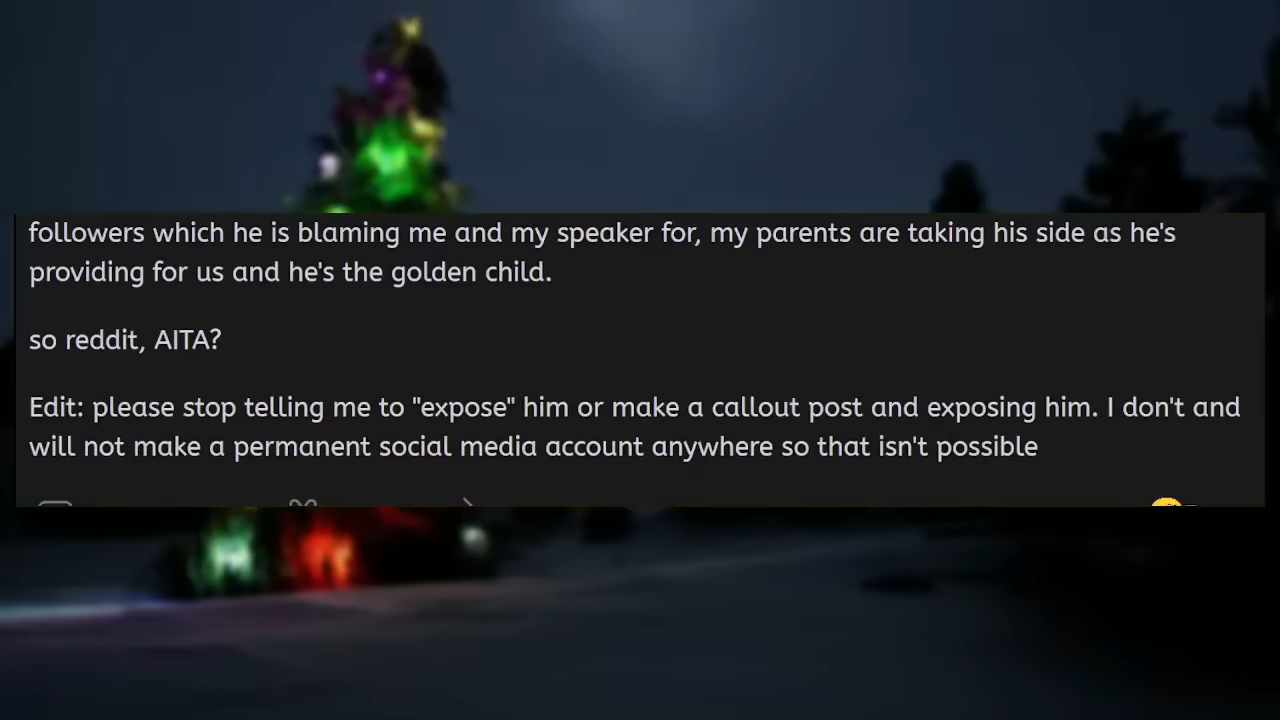 followers which he is blaming me and my speaker for, my parents are taking his side as he's
providing for us and he's the golden child.
so reddit, AITA?
Edit: please stop telling me to "expose" him or make a callout post and exposing him. I don't and
will not make a permanent social media account anywhere so that isn't possible